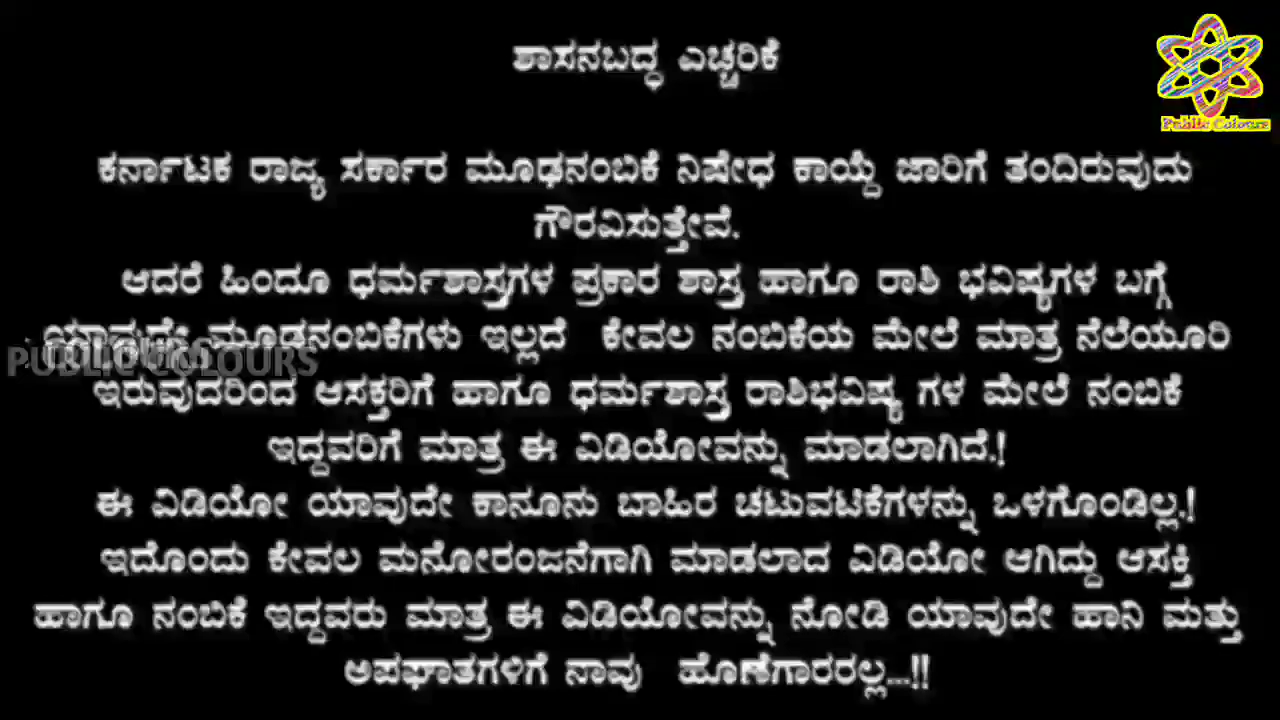 ಶಾಸನಬದ್ಧ ಎಚ್ಚರಿಕೆ
Public Colours
ಕರ್ನಾಟಕ ರಾಜ್ಯ ಸರ್ಕಾರ ಮೂಢನಂಬಿಕೆ ನಿಷೇಧ ಕಾಯ್ದೆ ಜಾರಿಗೆ ತಂದಿರುವುದು
ಗೌರವಿಸುತ್ತೇವೆ.
ಆದರೆ ಹಿಂದೂ ಧರ್ಮಶಾಸ್ತ್ರಗಳ ಪ್ರಕಾರ ಶಾಸ್ತ್ರ ಹಾಗೂ ರಾಶಿ ಭವಿಷ್ಯಗಳ ಬಗ್ಗೆ
ಯಾವುದೇ ಮೂಡನಂಬಿಕೆಗಳು ಇಲ್ಲದೆ ಕೇವಲ ನಂಬಿಕೆಯ ಮೇಲೆ ಮಾತ್ರ ನೆಲೆಯೂರಿ
PUBLIC COLOURS
ಇರುವುದರಿಂದ ಆಸಕ್ತರಿಗೆ ಹಾಗೂ ಧರ್ಮಶಾಸ್ತ್ರ ರಾಶಿಭವಿಷ್ಯ ಗಳ ಮೇಲೆ ನಂಬಿಕೆ
ಇದ್ದವರಿಗೆ ಮಾತ್ರ ಈ ವಿಡಿಯೋವನ್ನು ಮಾಡಲಾಗಿದೆ.!
ಈ ವಿಡಿಯೋ ಯಾವುದೇ ಕಾನೂನು ಬಾಹಿರ ಚಟುವಟಿಕೆಗಳನ್ನು ಒಳಗೊಂಡಿಲ್ಲ.!
ಇದೊಂದು ಕೇವಲ ಮನೋರಂಜನೆಗಾಗಿ ಮಾಡಲಾದ ವಿಡಿಯೋ ಆಗಿದ್ದು ಆಸಕ್ತಿ
ಹಾಗೂ ನಂಬಿಕೆ ಇದ್ದವರು ಮಾತ್ರ ಈ ವಿಡಿಯೋವನ್ನು ನೋಡಿ ಯಾವುದೇ ಹಾನಿ ಮತ್ತು
ಅಪಘಾತಗಳಿಗೆ ನಾವು ಹೊಣೆಗಾರರಲ್ಲ...!!